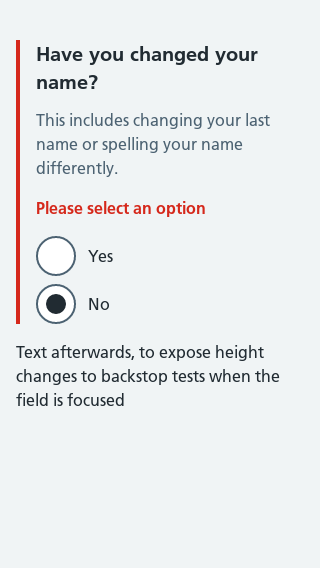 Have you changed your
name?
This includes changing your last
name or spelling your name
differently.
Please select an option
Yes
No
Text afterwards, to expose height
changes to backstop tests when the
field is focused